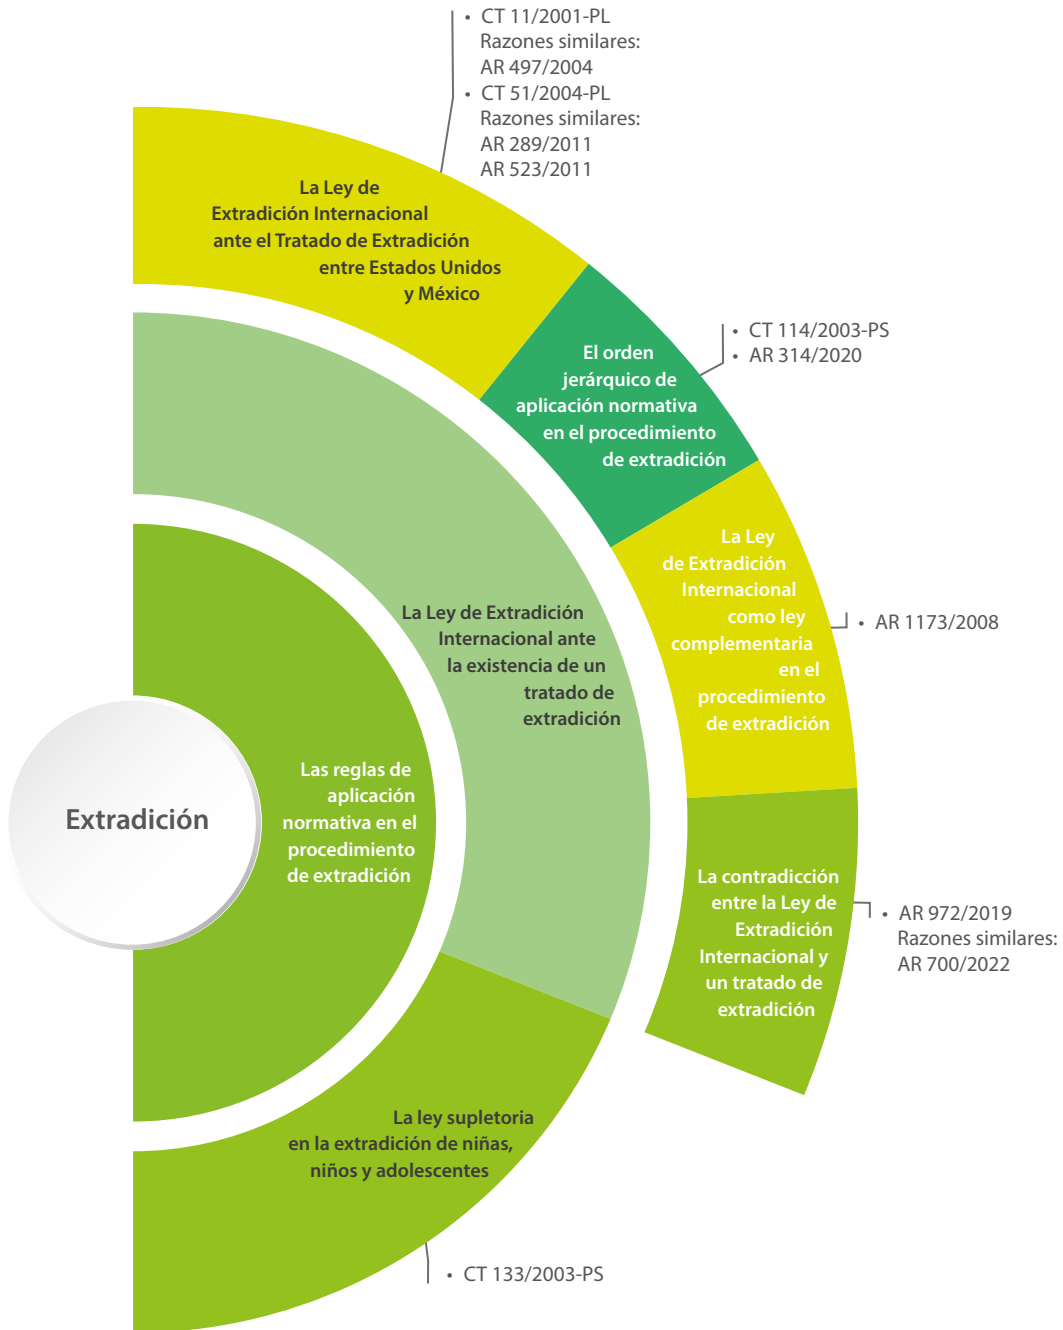 • CT 11/2001-PL
Razones similares:
AR 497/2004
• CT 51/2004-PL
Razones similares:
AR 289/2011
AR 523/2011
La Ley de
Extradición Internacional
ante el Tratado de Extradición
entre Estados Unidos
y México
• CT 114/2003-PS
• AR 314/2020
El orden
jerárquico de
aplicación normativa
en el procedimiento
de extradición
La Ley
de Extradición
Internacional
como ley
complementaria
en el
procedimiento
de extradición
• AR 1173/2008
La Ley de Extradición
Internacional ante
la existencia de un
tratado de
extradición
Las reglas de
aplicación
normativa en el
procedimiento
de extradición
Extradición
La contradicción
entre la Ley de
Extradición
Internacional y
un tratado de
extradición
• AR 972/2019
Razones similares:
AR 700/2022
La ley supletoria
en la extradición de niñas,
niños y adolescentes
• CT 133/2003-PS